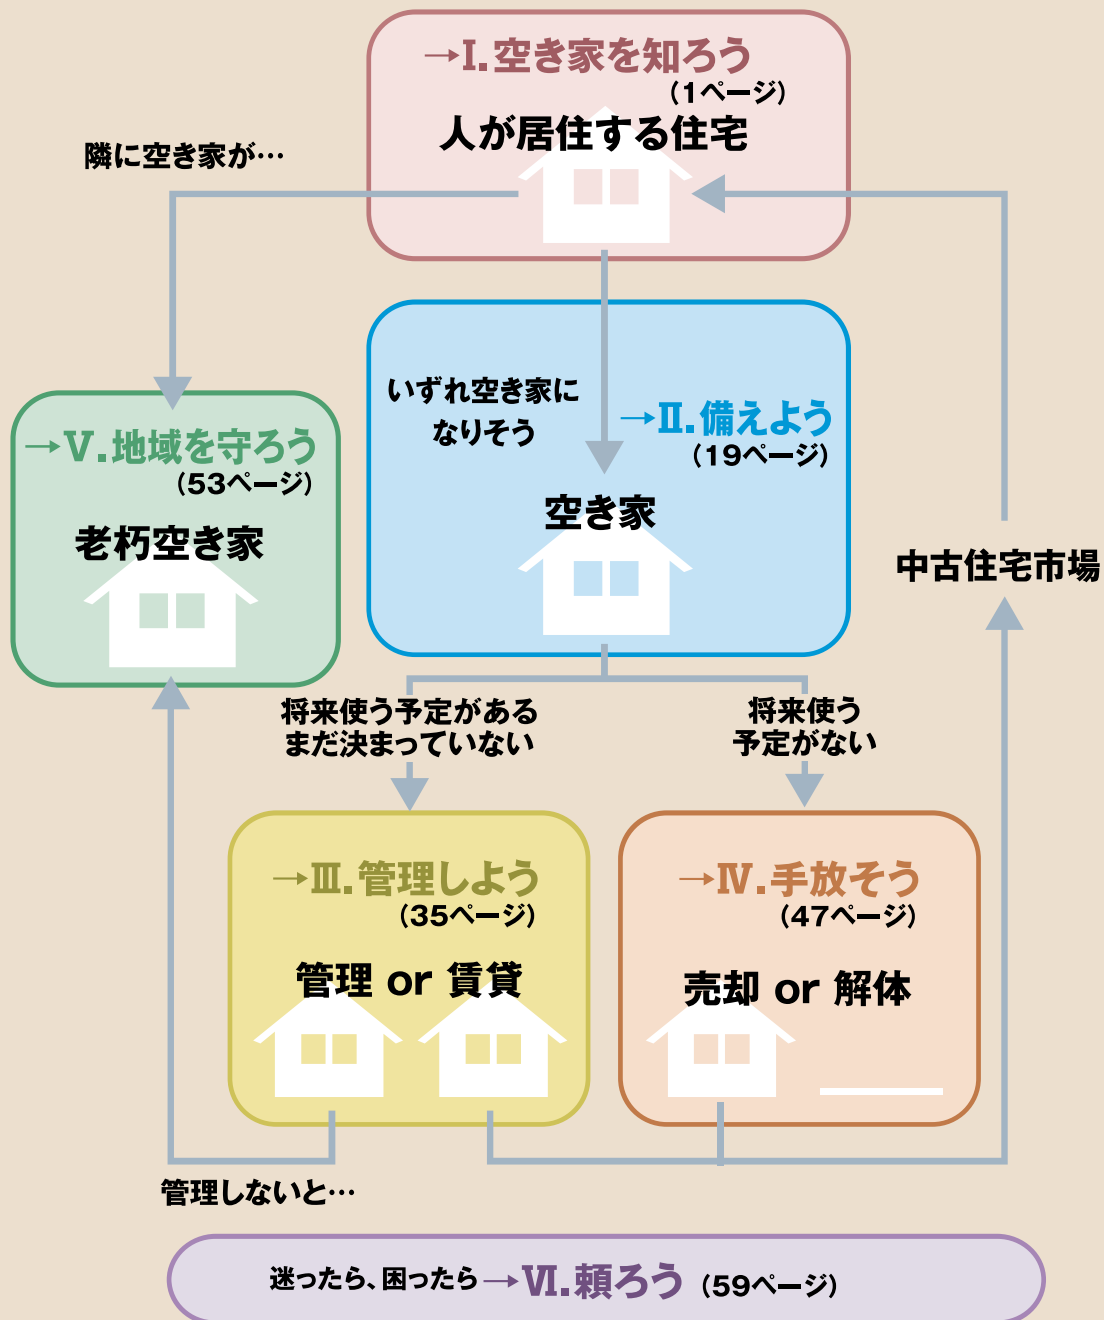 →Ⅰ.空き家を知ろう
(1ページ)
人が居住する住宅
隣に空き家が…
いずれ空き家に
なりそう
→Ⅱ.備えよう
(19ページ)
空き家
→Ⅴ.地域を守ろう
(53ページ)
老朽空き家
中古住宅市場
将来使う予定がある
まだ決まっていない
将来使う
予定がない
→Ⅲ.管理しよう
(35ページ)
管理 or 賃貸
→Ⅳ.手放そう
(47ページ)
売却 or 解体
管理しないと…
迷ったら、困ったら→Ⅵ.頼ろう (59ページ)